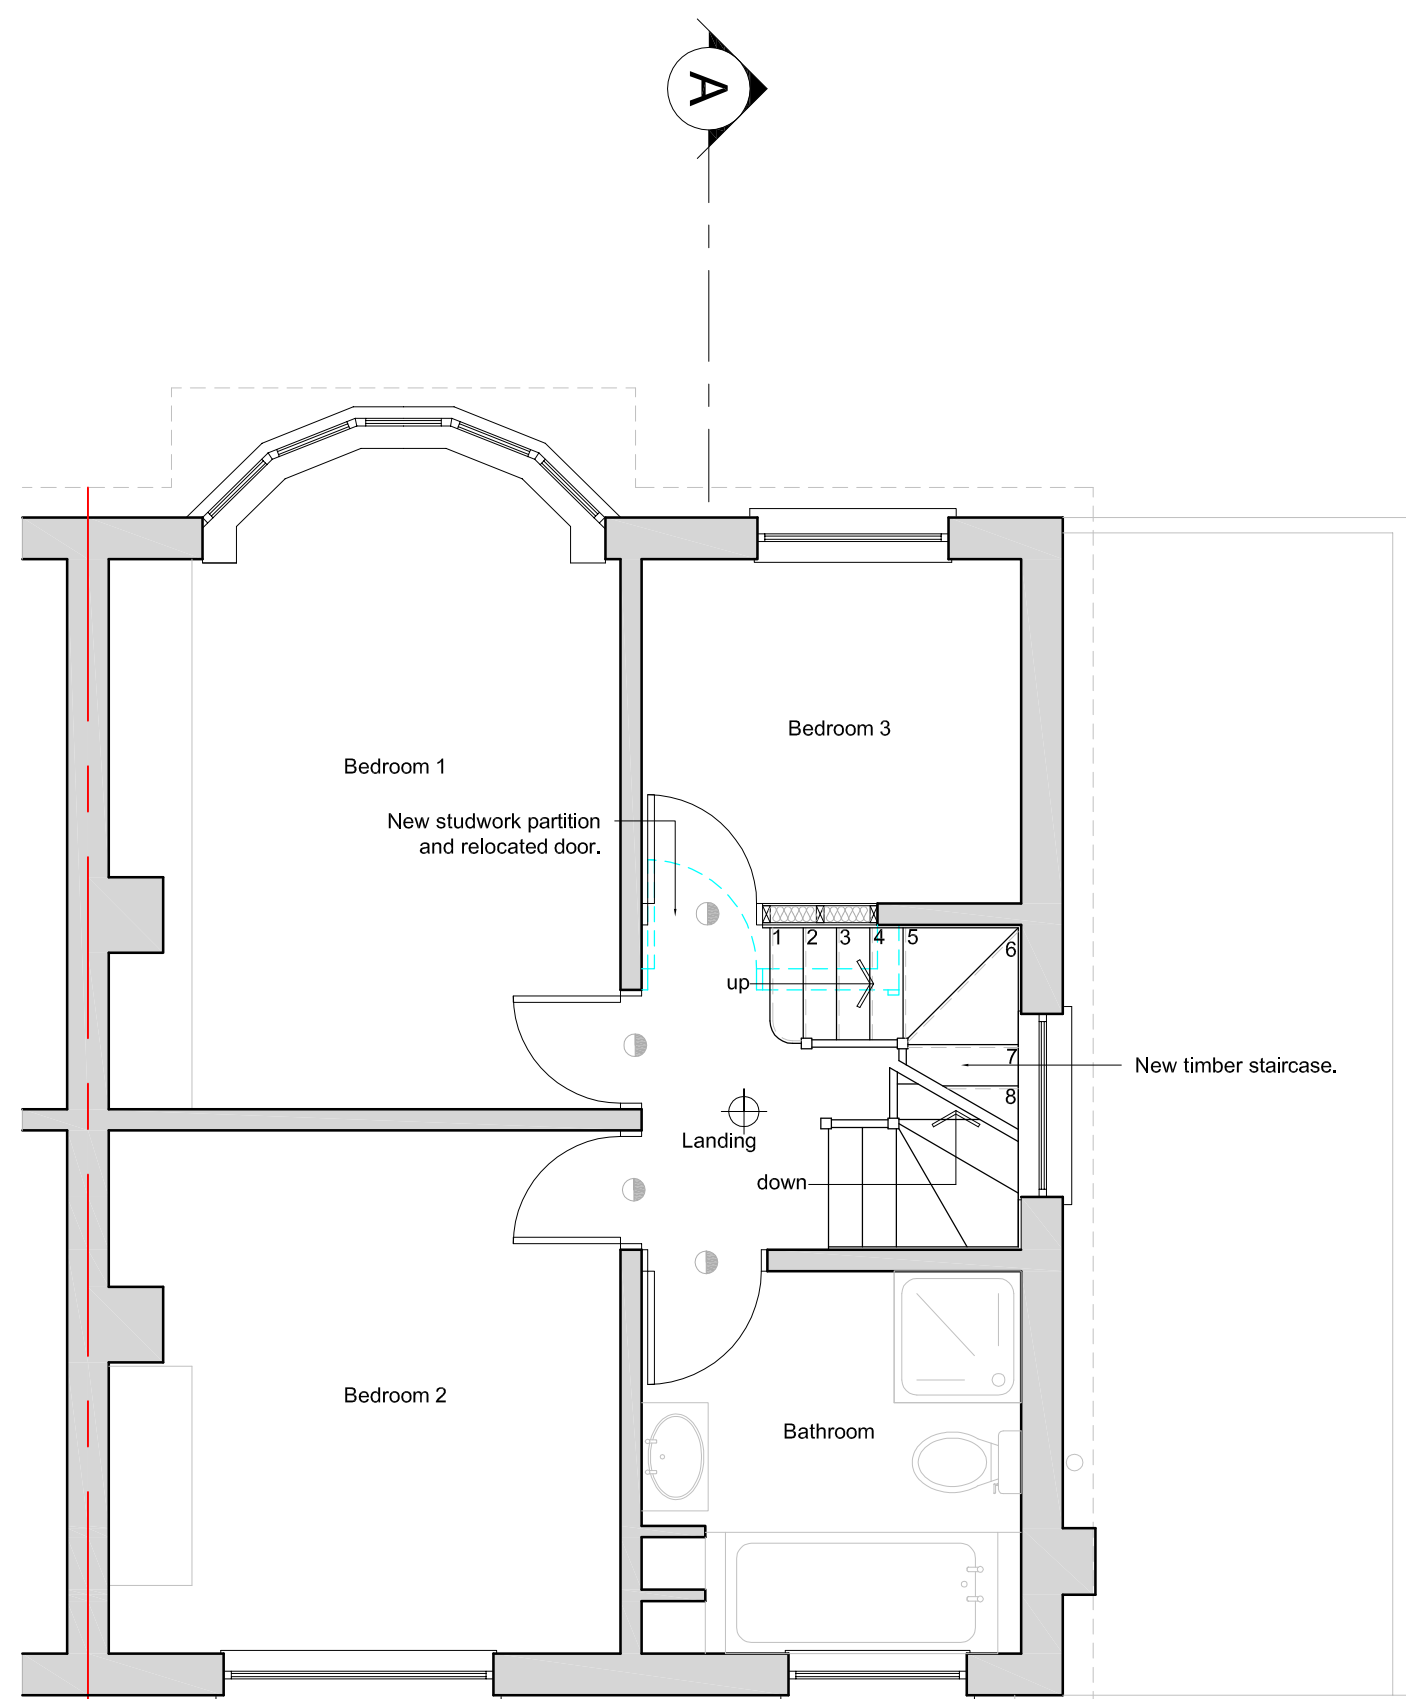 A
Bedroom 3
Bedroom 1
New studwork partition
and relocated door.
1 2 3 4 5 6
up
7
New timber staircase.
8
Landing
down
Bedroom 2
Bathroom